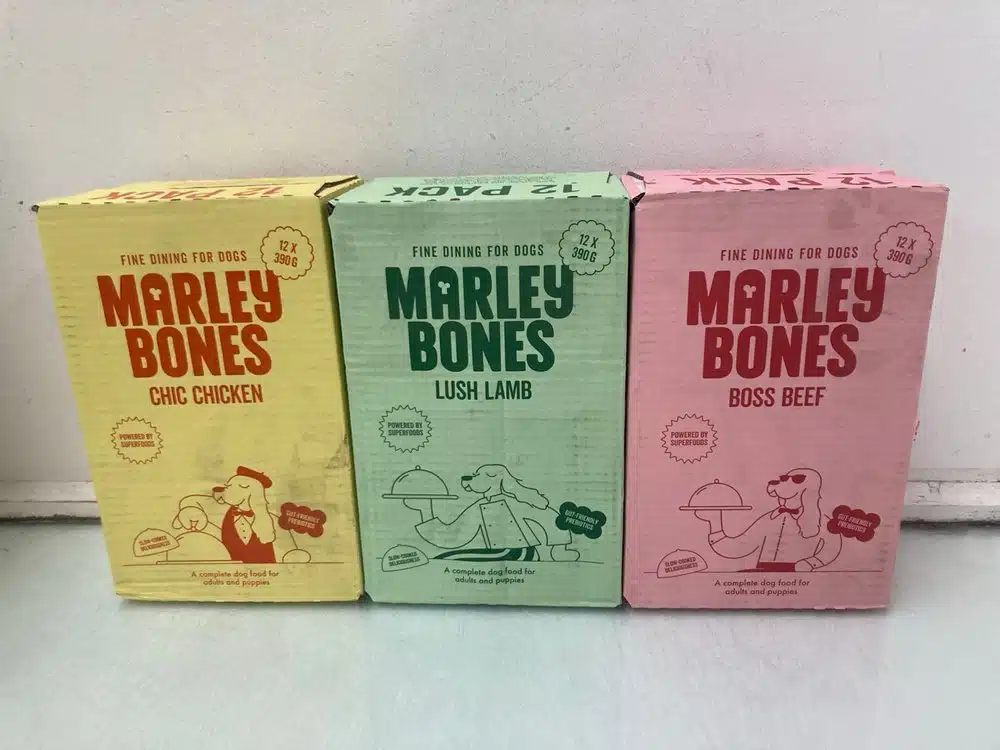 12 PACK
FINE DINING FOR DOGS
12 X
390 G
MARLEY
BONES
CHIC CHICKEN
POWERED BY
SUPERFOODS
GUT-FRIENDLY
PREBIOTICS
SLOW-COOKED
DELICIOUSNESS
A complete dog food for
adults and puppies
12 PACK
FINE DINING FOR DOGS
12 X
390 G
MARLEY
BONES
LUSH LAMB
POWERED BY
SUPERFOODS
GUT-FRIENDLY
PREBIOTICS
SLOW-COOKED
DELICIOUSNESS
A complete dog food for
adults and puppies
12 PACK
FINE DINING FOR DOGS
12 X
390 G
MARLEY
BONES
BOSS BEEF
POWERED BY
SUPERFOODS
GUT-FRIENDLY
PREBIOTICS
SLOW-COOKED
DELICIOUSNESS
A complete dog food for
adults and puppies